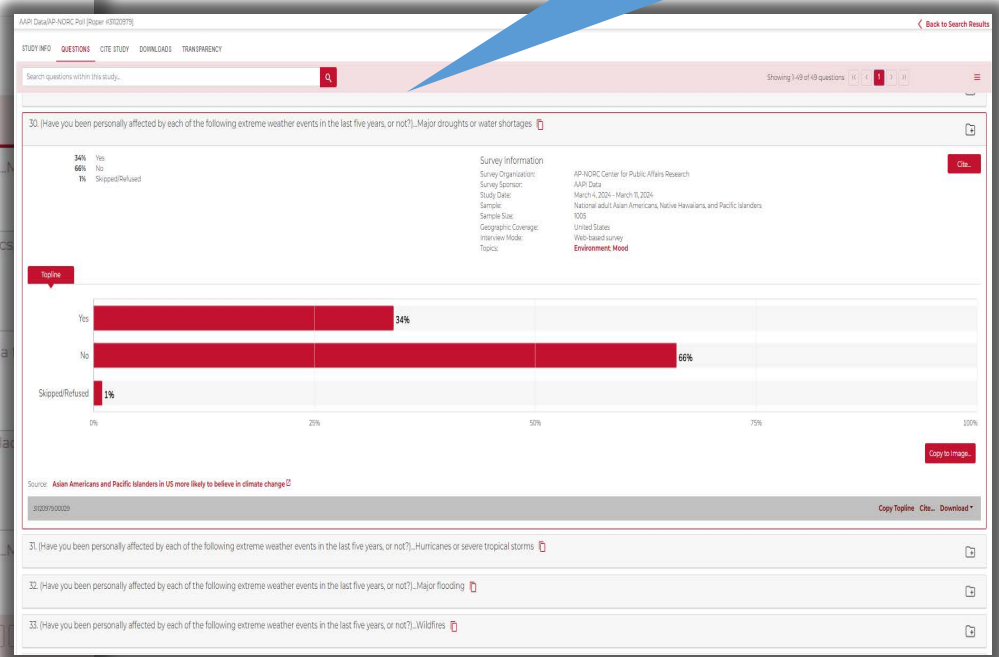 AAPI Data/AP-NORC Poll [Roper #31120979]
Back to Search Results
STUDY INFO QUESTIONS CITE STUDY DOWNLOADS TRANSPARENCY
Search questions within this study...
Showing 1-49 of 49 questions 1
30. (Have you been personally affected by each of the following extreme weather events in the last five years, or not?)...Major droughts or water shortages
34% Yes
66% No
1% Skipped/Refused
Survey Information
Survey Organization: AP-NORC Center for Public Affairs Research
Survey Sponsor: AAPI Data
Study Date: March 4, 2024 - March 11, 2024
Sample: National adult Asian Americans, Native Hawaiians, and Pacific Islanders
Sample Size: 1005
Geographic Coverage: United States
Interview Mode: Web-based survey
Topics: Environment; Mood
Cite...
Topline
Yes 34%
No 66%
Skipped/Refused 1%
0% 25% 50% 75% 100%
Copy to Image...
Source: Asian Americans and Pacific Islanders in US more likely to believe in climate change
31120979.00029
Copy Topline Cite... Download
31. (Have you been personally affected by each of the following extreme weather events in the last five years, or not?)...Hurricanes or severe tropical storms
32. (Have you been personally affected by each of the following extreme weather events in the last five years, or not?)...Major flooding
33. (Have you been personally affected by each of the following extreme weather events in the last five years, or not?)...Wildfires